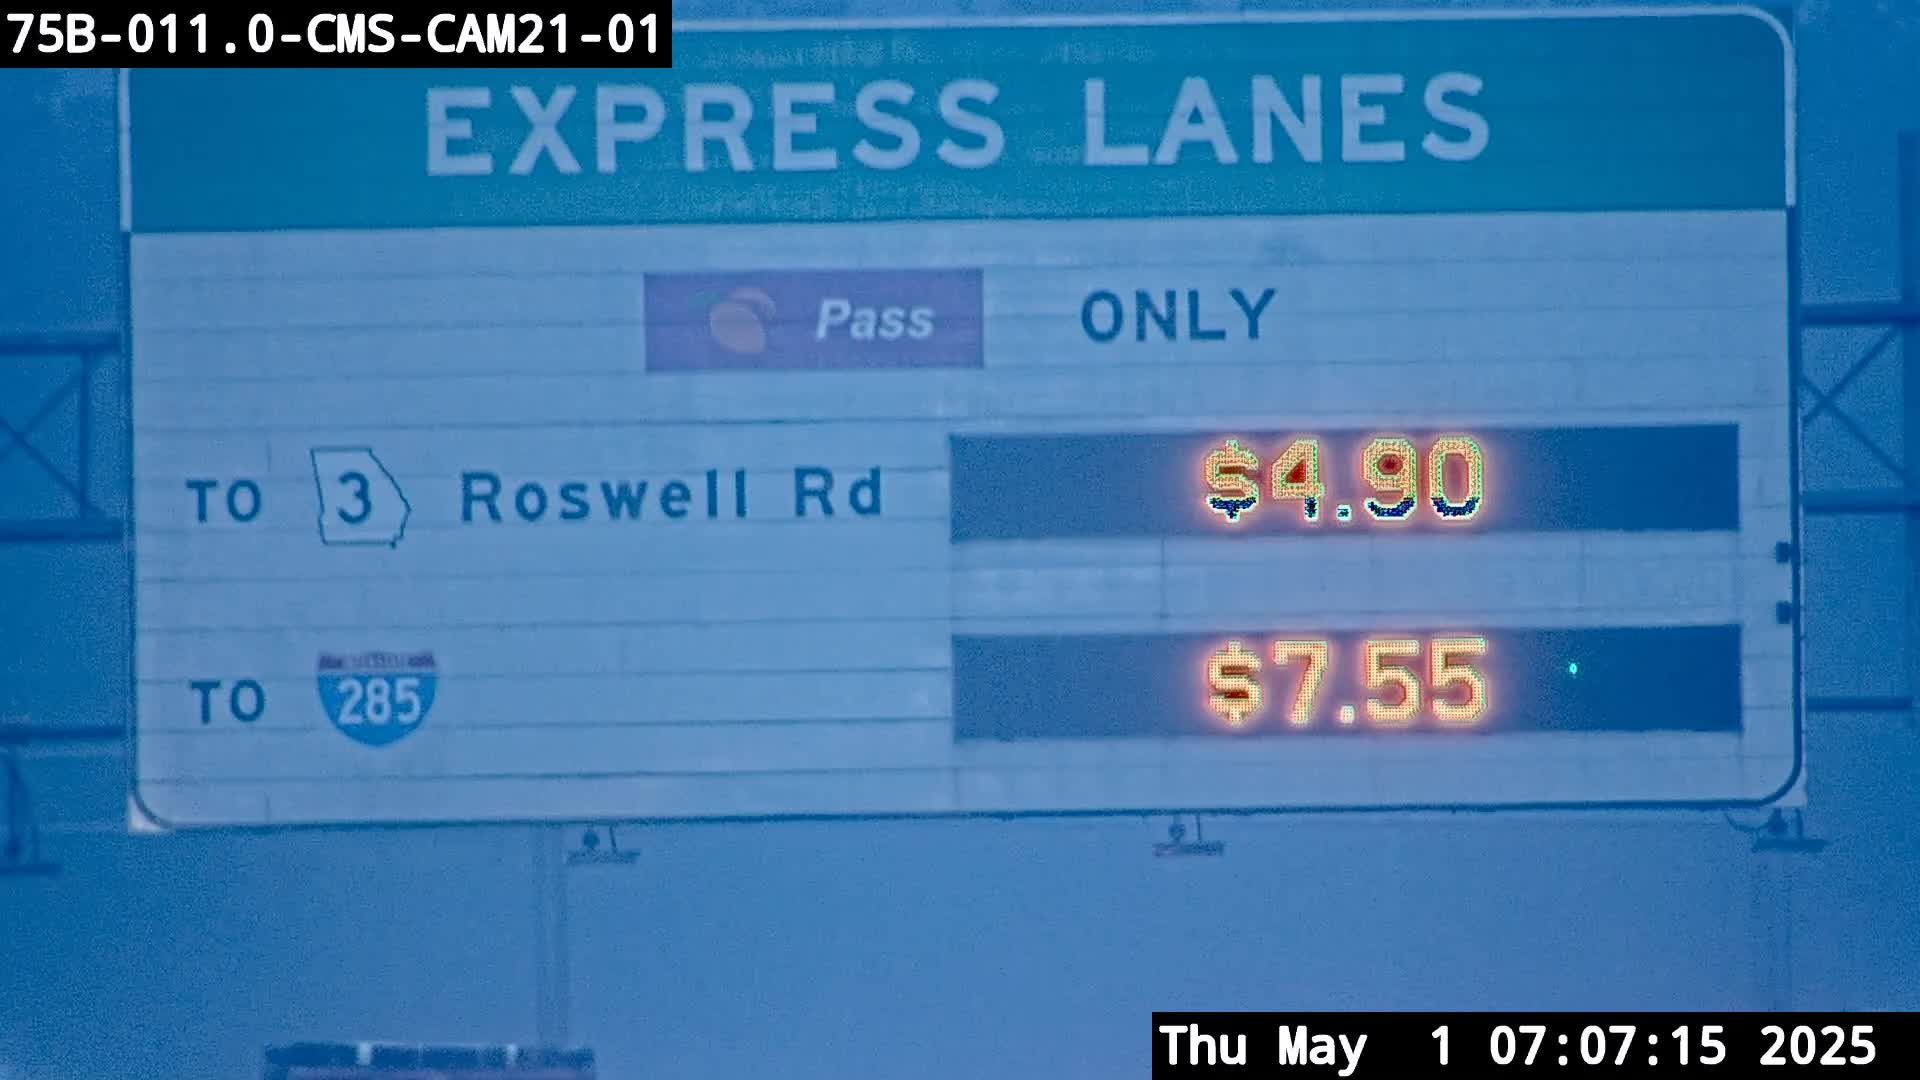 75B-011.0-CMS-CAM21-01
EXPRESS LANES
Pass ONLY
TO 3 Roswell Rd $4.90
TO 285 $7.55
Thu May 1 07:07:15 2025